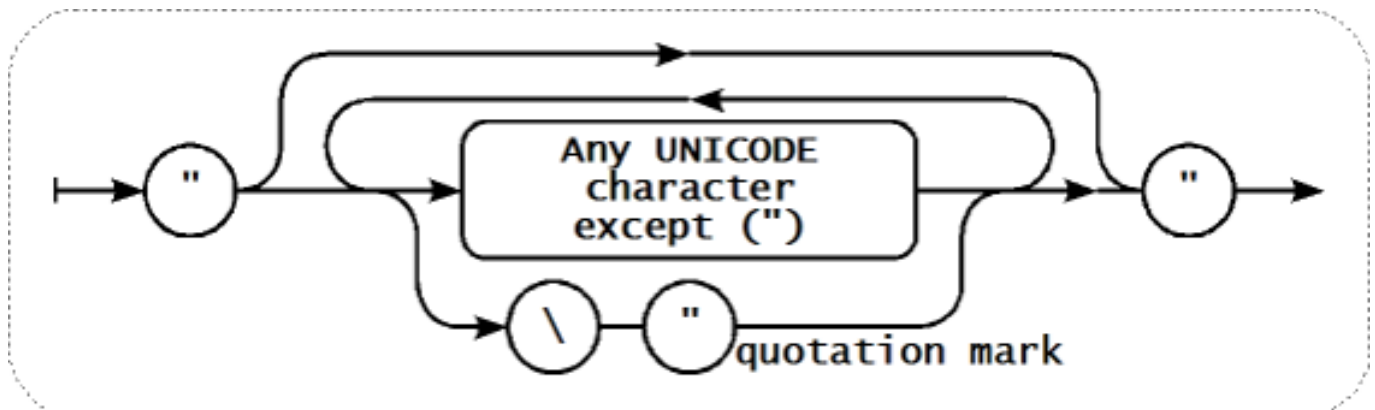 "
Any UNICODE
character
except (")
"
\ "
quotation mark